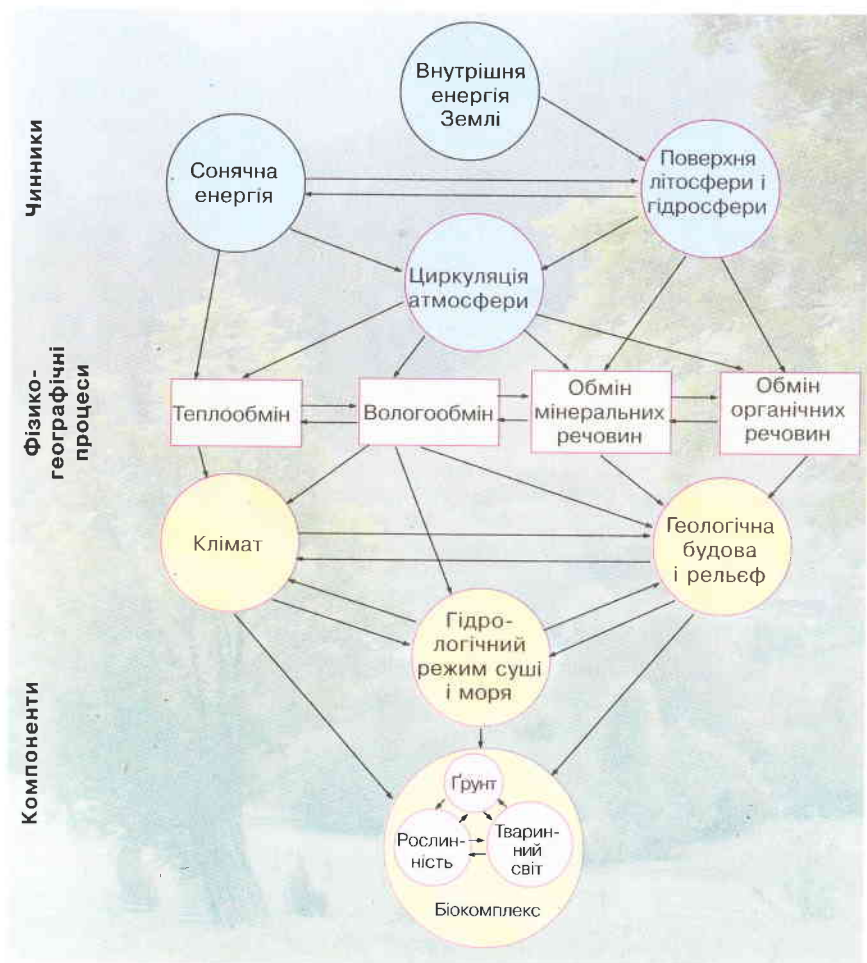 Чинники
Внутрішня
енергія
Землі
Сонячна
енергія
Поверхня
літосфери і
гідросфери
Циркуляція
атмосфери
Фізико-
географічні
процеси
Теплообмін
Вологообмін
Обмін
мінеральних
речовин
Обмін
органічних
речовин
Компоненти
Клімат
Геологічна
будова
і рельєф
Гідро-
логічний
режим суші
і моря
Ґрунт
Рослин-
ність
Тварин-
ний
світ
Біокомплекс